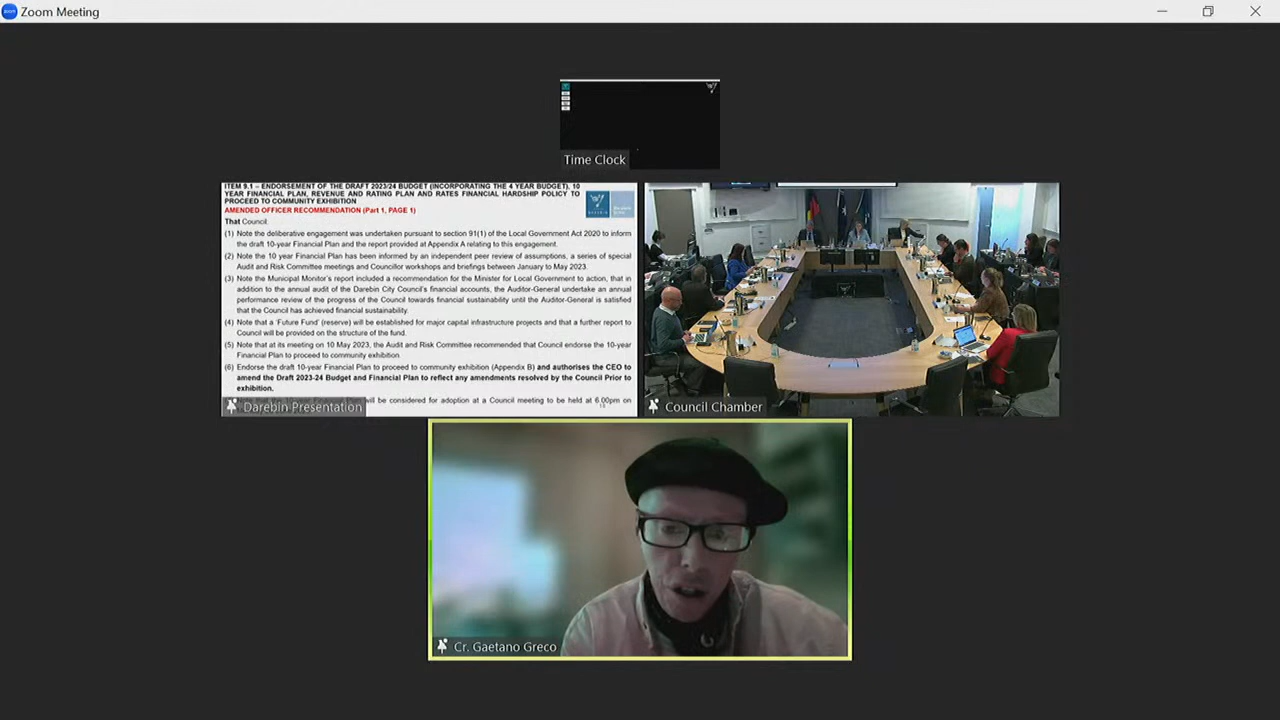 Zoom Meeting
Time Clock
ITEM 9.1 – ENDORSEMENT OF THE DRAFT 2023/24 BUDGET (INCORPORATING THE 4 YEAR BUDGET), 10
YEAR FINANCIAL PLAN, REVENUE AND RATING PLAN AND RATES FINANCIAL HARDSHIP POLICY TO
PROCEED TO COMMUNITY EXHIBITION
AMENDED OFFICER RECOMMENDATION (Part 1, PAGE 1)
That Council:
(1) Note the deliberative engagement was undertaken pursuant to section 91(1) of the Local Government Act 2020 to inform
the draft 10-year Financial Plan and the report provided at Appendix A relating to this engagement.
(2) Note the 10 year Financial Plan has been informed by an independent peer review of assumptions, a series of special
Audit and Risk Committee meetings and Councillor workshops and briefings between January to May 2023.
(3) Note the Municipal Monitor's report included a recommendation for the Minister for Local Government to action, that in
addition to the annual audit of the Darebin City Council's financial accounts, the Auditor-General undertake an annual
performance review of the progress of the Council towards financial sustainability until the Auditor-General is satisfied
that the Council has achieved financial sustainability.
(4) Note that a 'Future Fund' (reserve) will be established for major capital infrastructure projects and that a further report to
Council will be provided on the structure of the fund.
(5) Note that at its meeting on 10 May 2023, the Audit and Risk Committee recommended that Council endorse the 10-year
Financial Plan to proceed to community exhibition.
(6) Endorse the draft 10-year Financial Plan to proceed to community exhibition (Appendix B) and authorises the CEO to
amend the Draft 2023-24 Budget and Financial Plan to reflect any amendments resolved by the Council Prior to
exhibition.
will be considered for adoption at a Council meeting to be held at 6.00pm on
Darebin Presentation
Council Chamber
Cr. Gaetano Greco